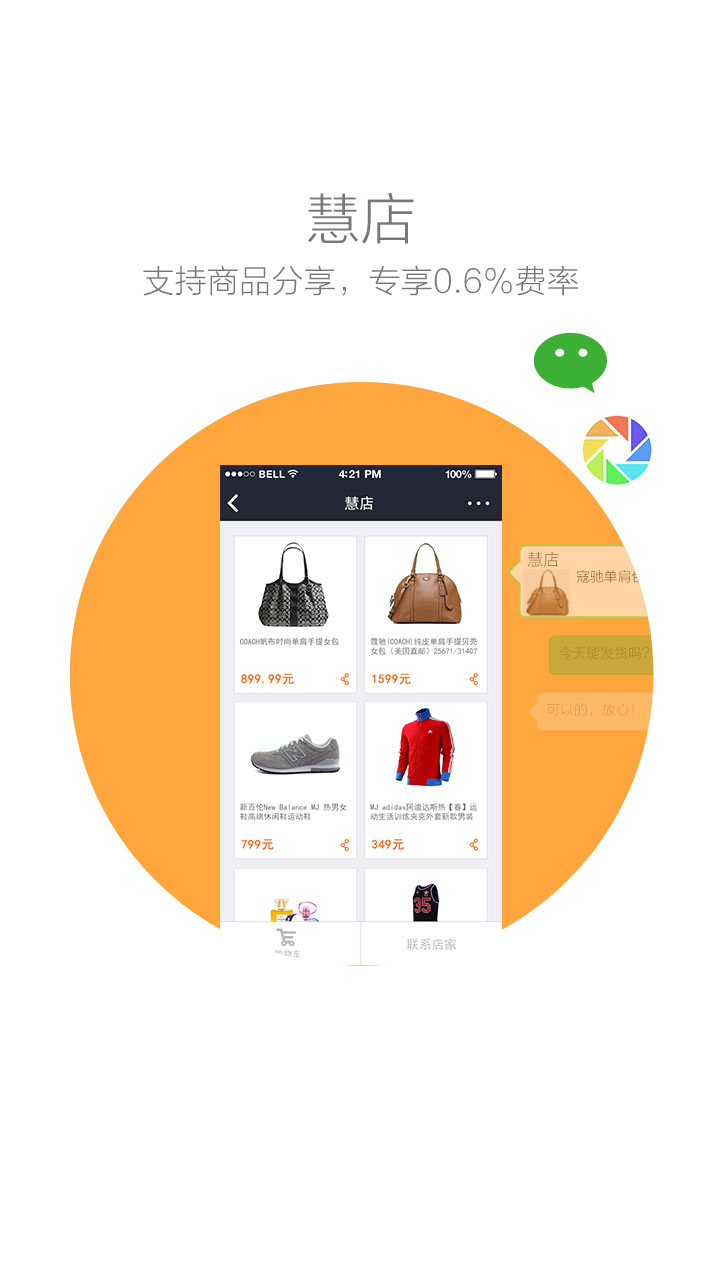 慧店
支持商品分享，专享0.6%费率
BELL
4:21 PM
100%
慧店
COACH帆布时尚单肩手提女包
899.99元
蔻驰(COACH)纯皮单肩手提贝壳
女包（美国直邮）25671/31407
1599元
慧店
寇驰单肩包
今天能发货吗？
可以的，放心！
新百伦New Balance MJ 热男女
鞋高端休闲鞋运动鞋
799元
MJ adidas阿迪达斯热【春】运
动生活训练夹克外套新款男装
349元
35
购物车
联系店家